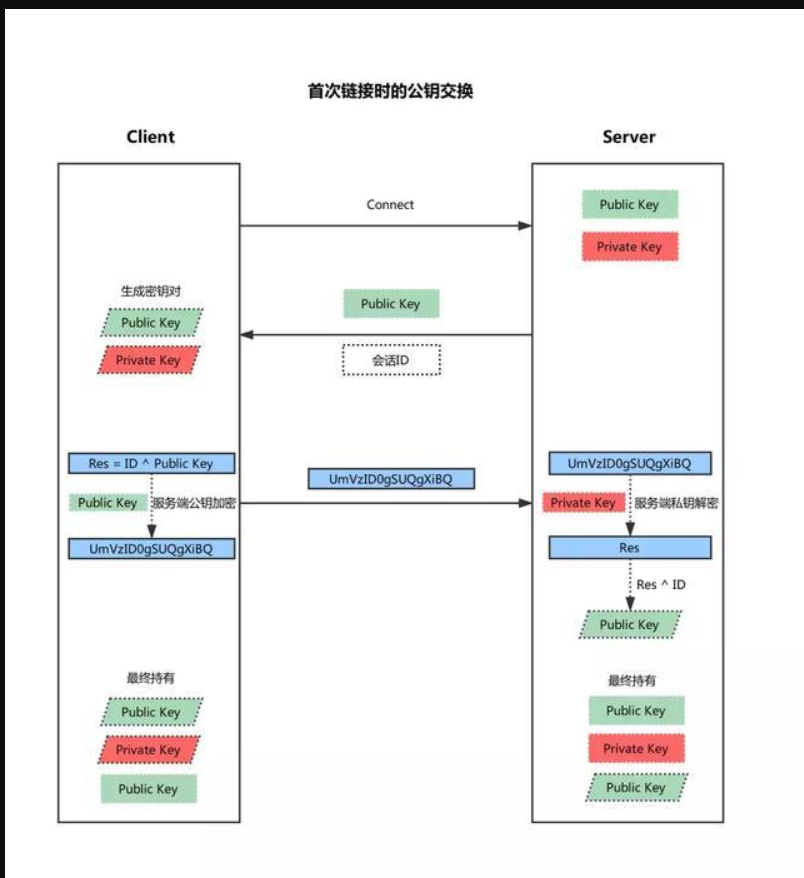 首次链接时的公钥交换
Client
Server
Connect
Public Key
Private Key
生成密钥对
Public Key
Private Key
Public Key
会话ID
Res = ID ^ Public Key
Public Key
服务端公钥加密
UmVzID0gSUQgXiBQ
UmVzID0gSUQgXiBQ
UmVzID0gSUQgXiBQ
Private Key
服务端私钥解密
Res
Res ^ ID
Public Key
最终持有
Public Key
Private Key
Public Key
最终持有
Public Key
Private Key
Public Key